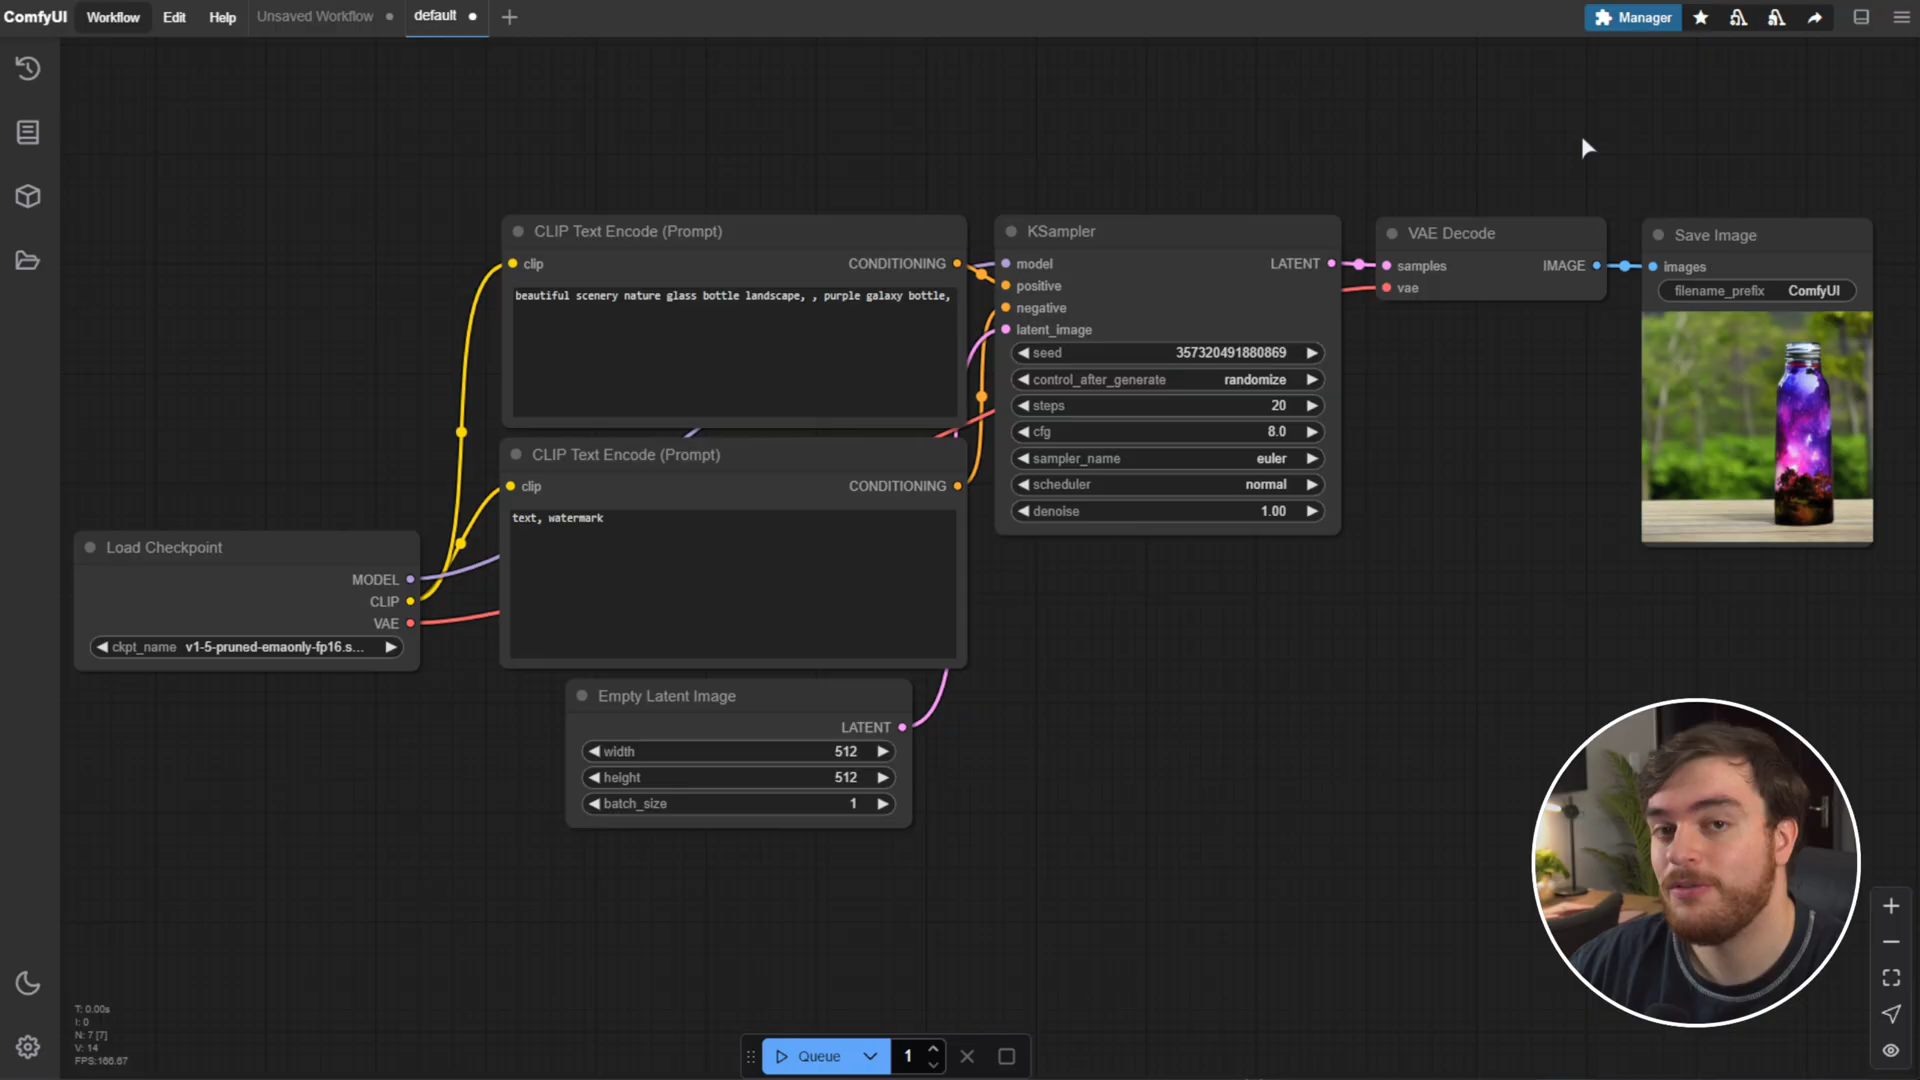 ComfyUI Workflow Edit Help Unsaved Workflow default Manager
CLIP Text Encode (Prompt)
clip CONDITIONING
beautiful scenery nature glass bottle landscape, , purple galaxy bottle,
CLIP Text Encode (Prompt)
clip CONDITIONING
text, watermark
Load Checkpoint
MODEL
CLIP
VAE
ckpt_name v1-5-pruned-emaonly-fp16.s...
Empty Latent Image
LATENT
width 512
height 512
batch_size 1
KSampler
model LATENT
positive
negative
latent_image
seed 357320491880869
control_after_generate randomize
steps 20
cfg 8.0
sampler_name euler
scheduler normal
denoise 1.00
VAE Decode
samples IMAGE
vae
Save Image
images
filename_prefix ComfyUI
T: 0.00s
I: 0
N: 7 [7]
V: 14
FPS:166.67
Queue 1